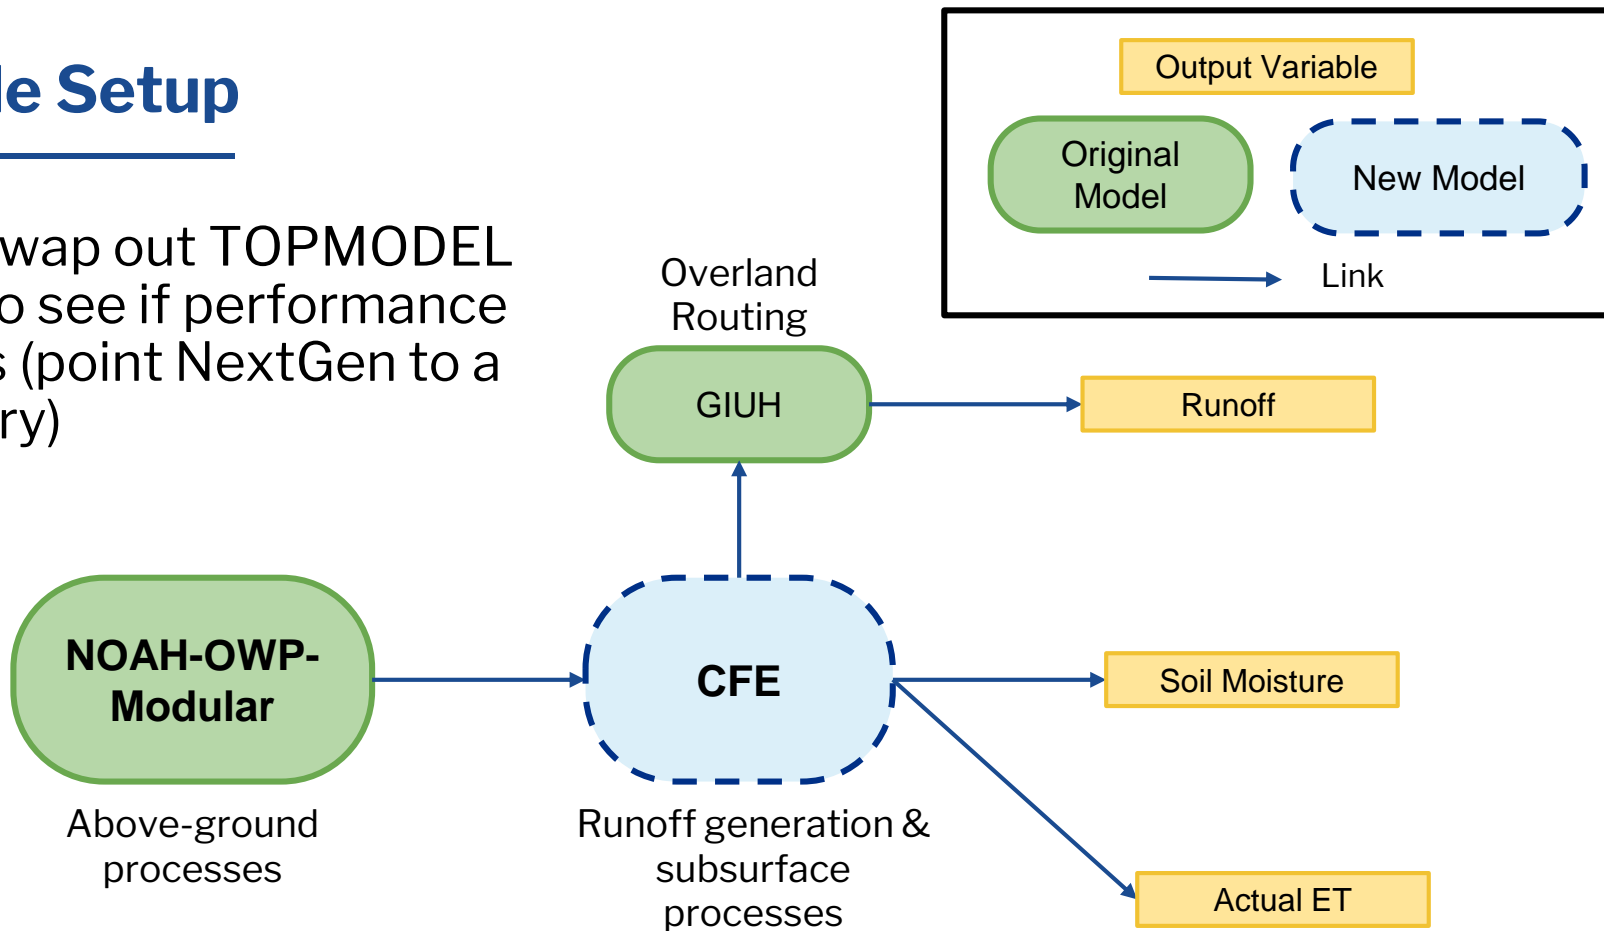 le Setup
wap out TOPMODEL
o see if performance
s (point NextGen to a
ry)
Output Variable
Original
Model
New Model
Link
Overland
Routing
GIUH
Runoff
NOAH-OWP-
Modular
CFE
Soil Moisture
Above-ground
processes
Runoff generation &
subsurface
processes
Actual ET